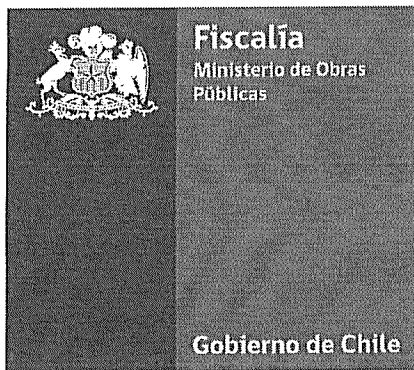 Fiscalía
Ministerio de Obras
Públicas
Gobierno de Chile